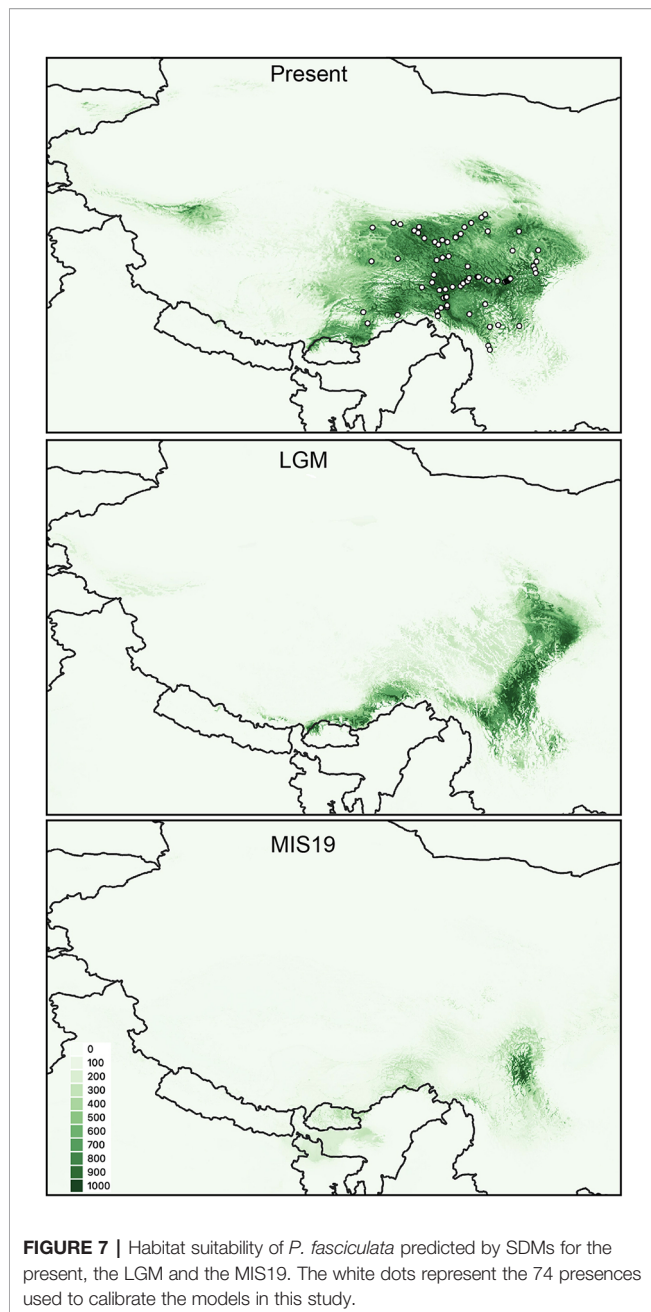 Present
LGM
MIS19
0
100
200
300
400
500
600
700
800
900
1000
FIGURE 7 | Habitat suitability of P. fasciculata predicted by SDMs for the
present, the LGM and the MIS19. The white dots represent the 74 presences
used to calibrate the models in this study.